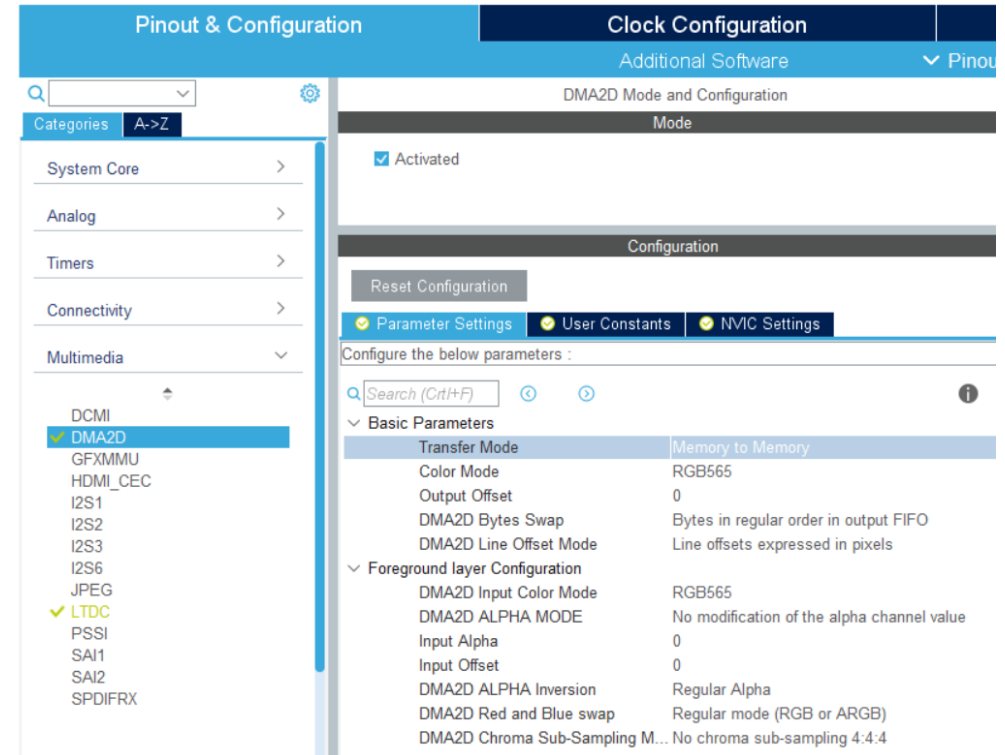 Pinout & Configuration
Clock Configuration
Additional Software
Pinou
Categories
A->Z
System Core
Analog
Timers
Connectivity
Multimedia
DCMI
DMA2D
GFXMMU
HDMI_CEC
I2S1
I2S2
I2S3
I2S6
JPEG
LTDC
PSSI
SAI1
SAI2
SPDIFRX
DMA2D Mode and Configuration
Mode
Activated
Configuration
Reset Configuration
Parameter Settings
User Constants
NVIC Settings
Configure the below parameters :
Search (Crtl+F)
Basic Parameters
Transfer Mode Memory to Memory
Color Mode RGB565
Output Offset 0
DMA2D Bytes Swap Bytes in regular order in output FIFO
DMA2D Line Offset Mode Line offsets expressed in pixels
Foreground layer Configuration
DMA2D Input Color Mode RGB565
DMA2D ALPHA MODE No modification of the alpha channel value
Input Alpha 0
Input Offset 0
DMA2D ALPHA Inversion Regular Alpha
DMA2D Red and Blue swap Regular mode (RGB or ARGB)
DMA2D Chroma Sub-Sampling M... No chroma sub-sampling 4:4:4